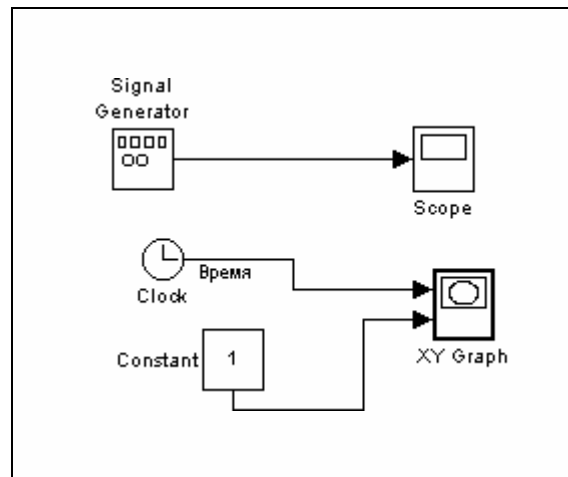 Signal
Generator
Scope
Время
Clock
Constant
1
XY Graph